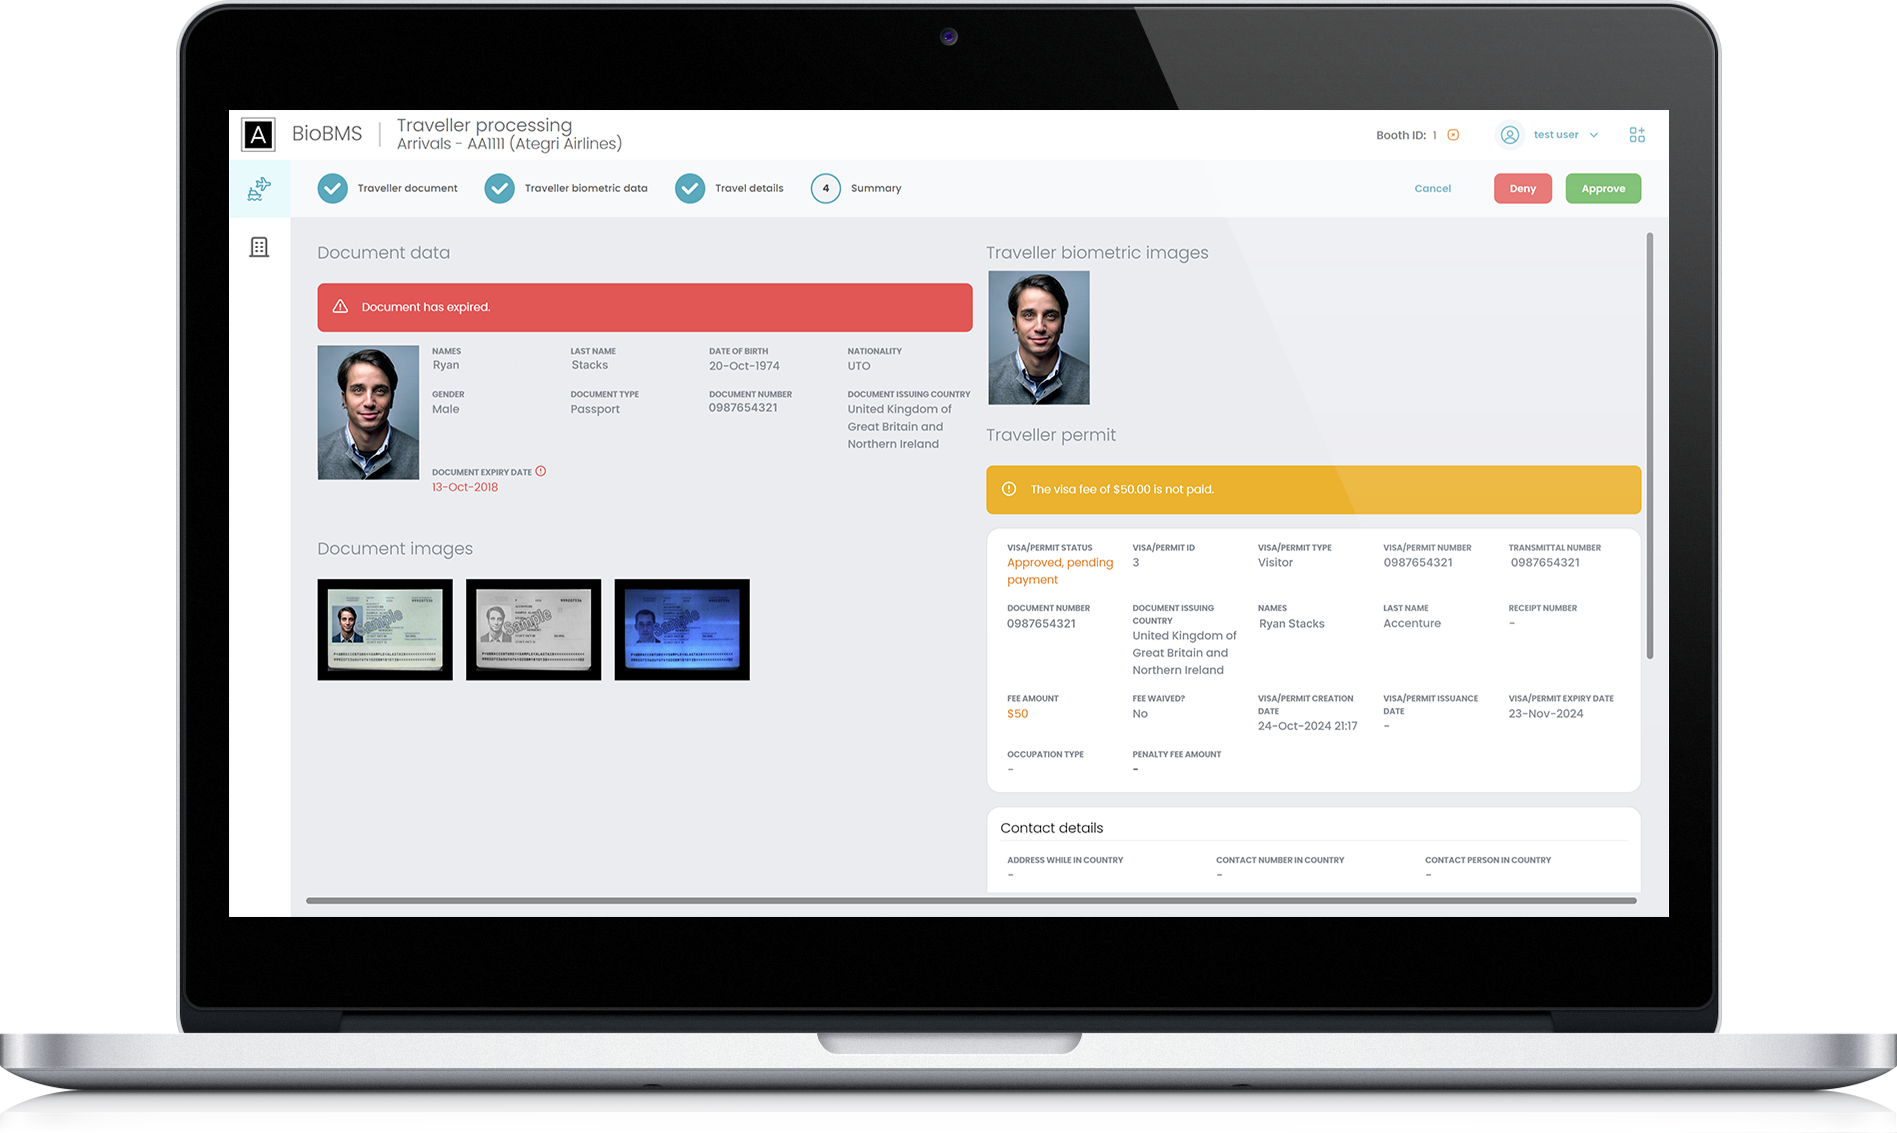 A
BioBMS
Traveller processing
Arrivals - AA1111 (Ategri Airlines)
Booth ID: 1
test user
Traveller document
Traveller biometric data
Travel details
4
Summary
Cancel
Deny
Approve
Document data
Document has expired.
NAMES
Ryan
LAST NAME
Stacks
DATE OF BIRTH
20-Oct-1974
NATIONALITY
UTO
GENDER
Male
DOCUMENT TYPE
Passport
DOCUMENT NUMBER
0987654321
DOCUMENT ISSUING COUNTRY
United Kingdom of
Great Britain and
Northern Ireland
DOCUMENT EXPIRY DATE
13-Oct-2018
Document images
Sample
Sample
Sample
Traveller biometric images
Traveller permit
The visa fee of $50.00 is not paid.
VISA/PERMIT STATUS
Approved, pending
payment
VISA/PERMIT ID
3
VISA/PERMIT TYPE
Visitor
VISA/PERMIT NUMBER
0987654321
TRANSMITTAL NUMBER
0987654321
DOCUMENT NUMBER
0987654321
DOCUMENT ISSUING
COUNTRY
United Kingdom of
Great Britain and
Northern Ireland
NAMES
Ryan Stacks
LAST NAME
Accenture
RECEIPT NUMBER
-
FEE AMOUNT
$50
FEE WAIVED?
No
VISA/PERMIT CREATION
DATE
24-Oct-2024 21:17
VISA/PERMIT ISSUANCE
DATE
-
VISA/PERMIT EXPIRY DATE
23-Nov-2024
OCCUPATION TYPE
-
PENALTY FEE AMOUNT
-
Contact details
ADDRESS WHILE IN COUNTRY
-
CONTACT NUMBER IN COUNTRY
-
CONTACT PERSON IN COUNTRY
-